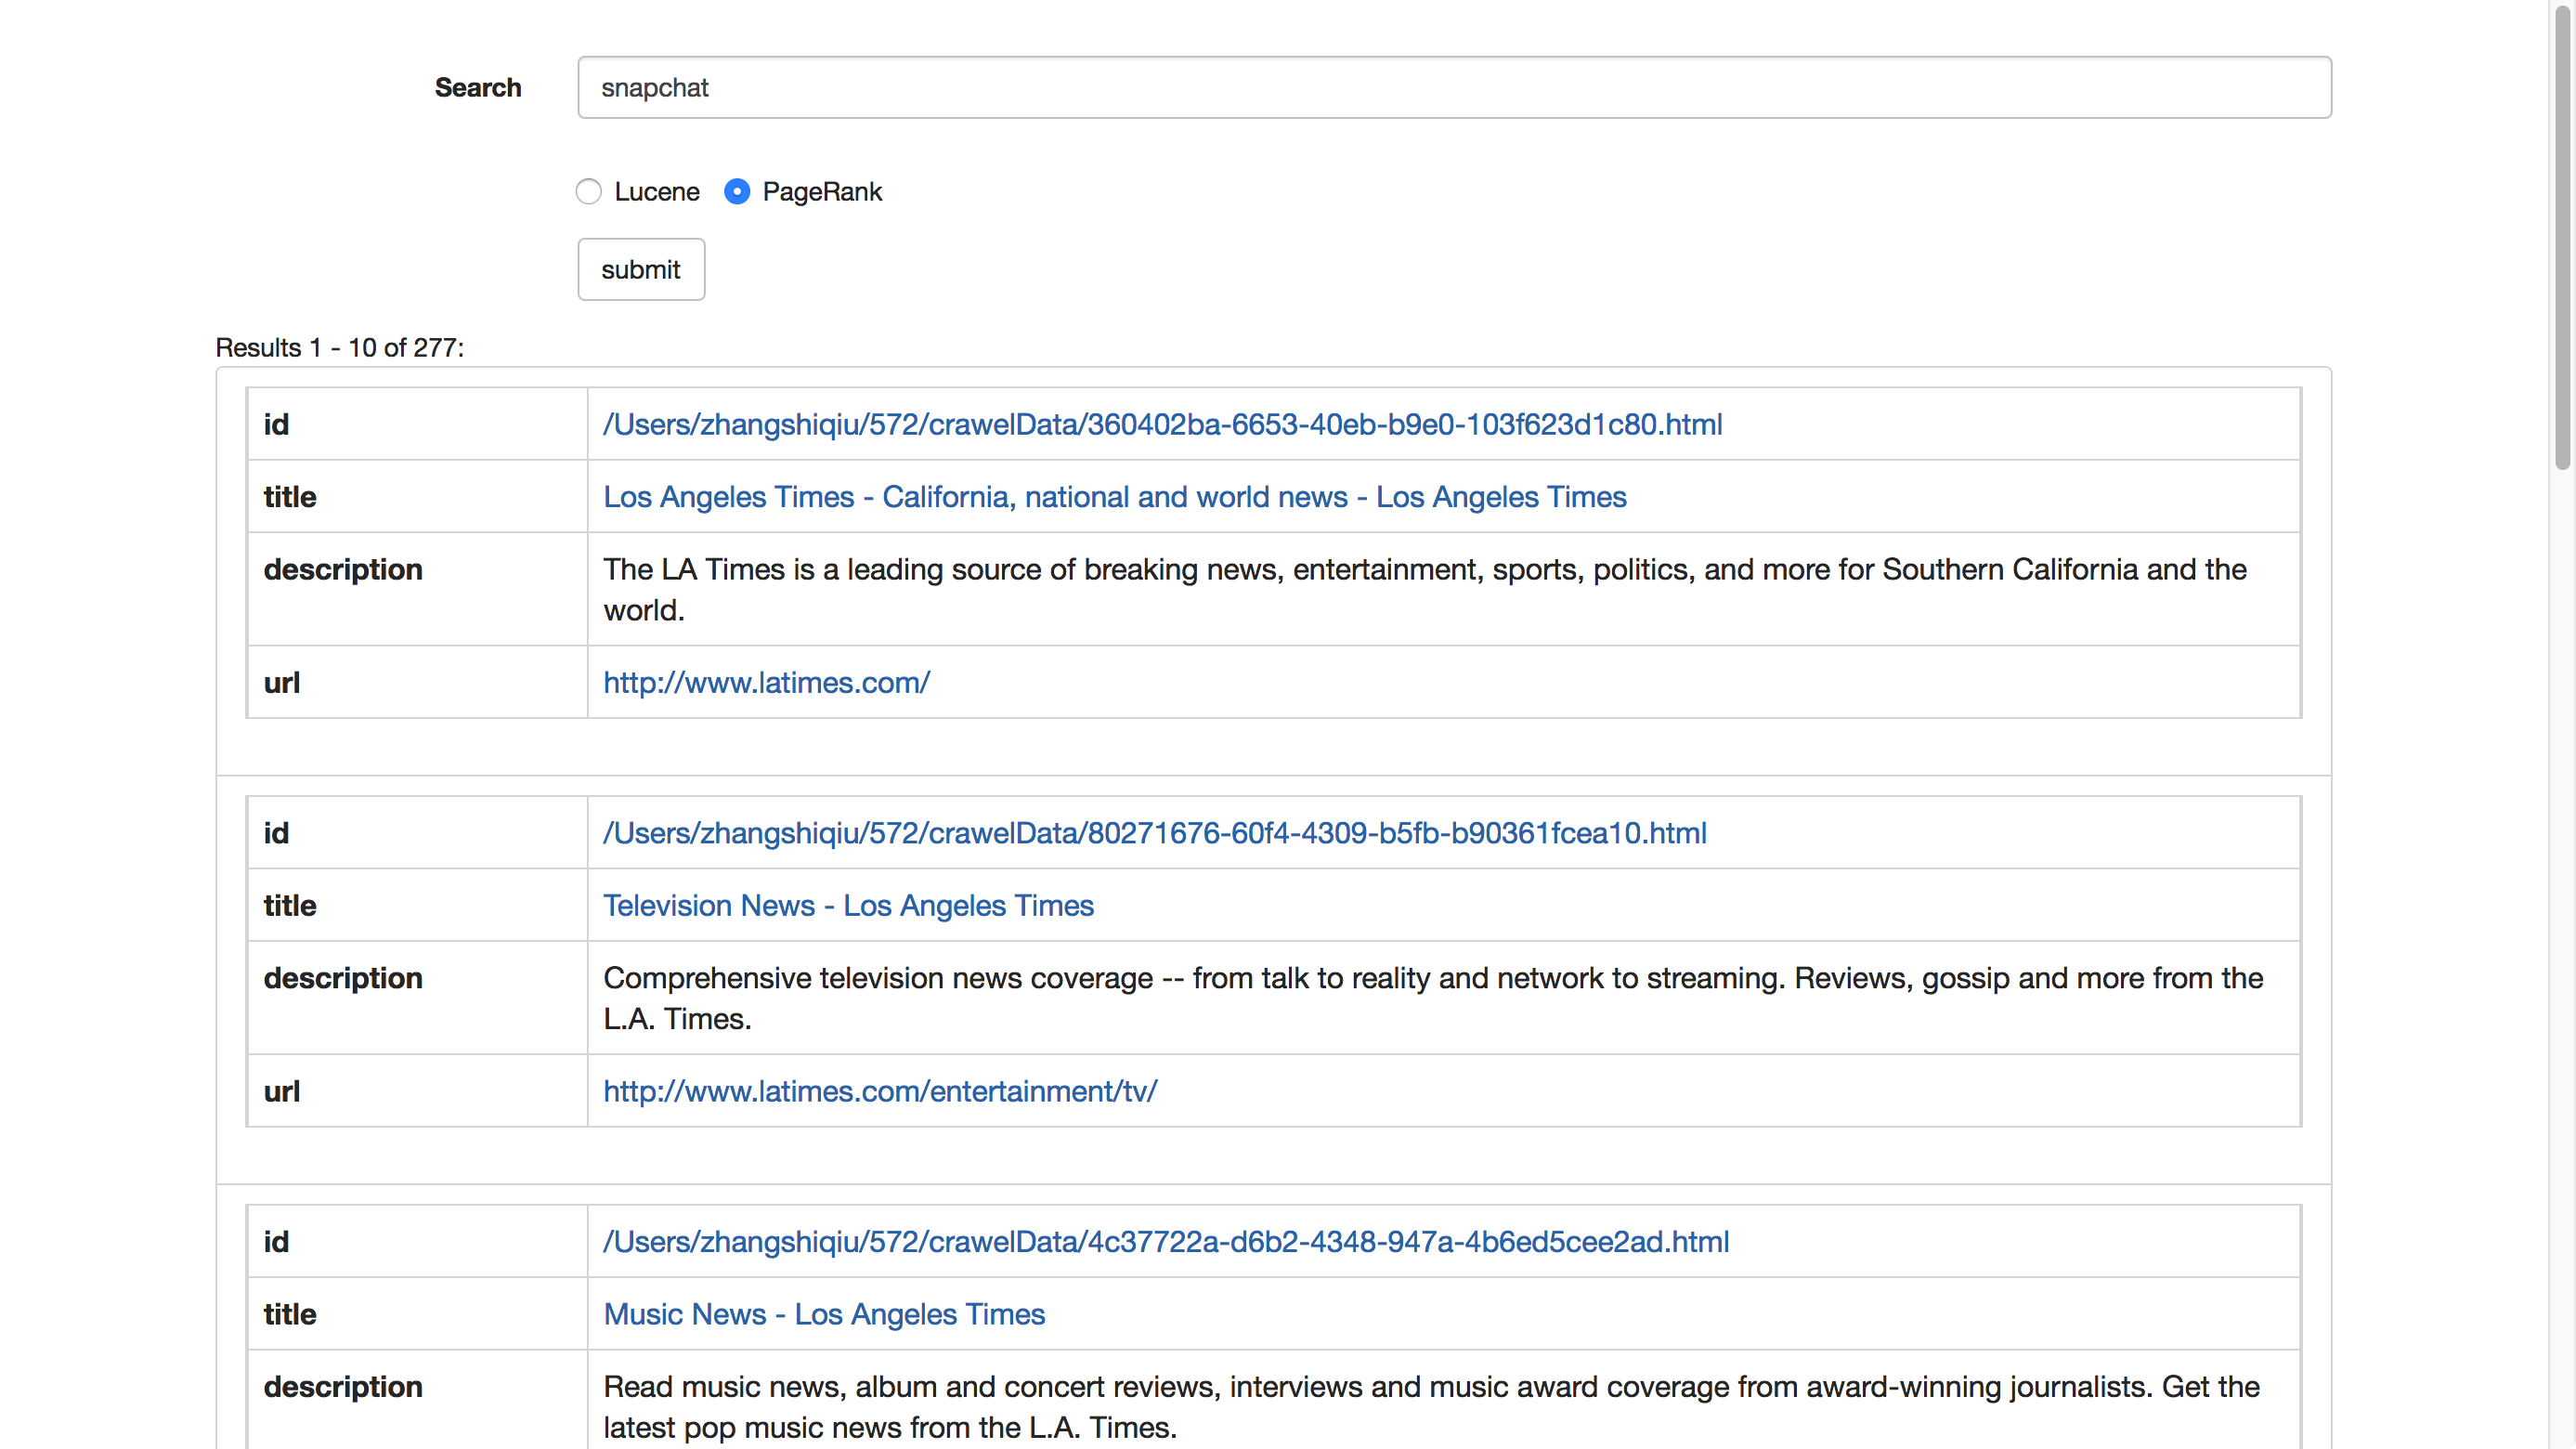 Search snapchat
Lucene PageRank
submit
Results 1 - 10 of 277:
id /Users/zhangshiqiu/572/crawelData/360402ba-6653-40eb-b9e0-103f623d1c80.html
title Los Angeles Times - California, national and world news - Los Angeles Times
description The LA Times is a leading source of breaking news, entertainment, sports, politics, and more for Southern California and the
world.
url http://www.latimes.com/
id /Users/zhangshiqiu/572/crawelData/80271676-60f4-4309-b5fb-b90361fcea10.html
title Television News - Los Angeles Times
description Comprehensive television news coverage -- from talk to reality and network to streaming. Reviews, gossip and more from the
L.A. Times.
url http://www.latimes.com/entertainment/tv/
id /Users/zhangshiqiu/572/crawelData/4c37722a-d6b2-4348-947a-4b6ed5cee2ad.html
title Music News - Los Angeles Times
description Read music news, album and concert reviews, interviews and music award coverage from award-winning journalists. Get the
latest pop music news from the L.A. Times.